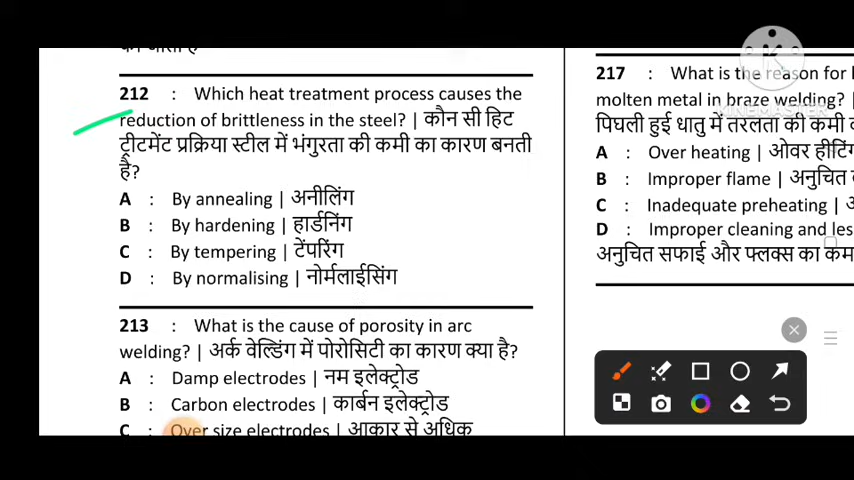 की जाती है
212 : Which heat treatment process causes the
reduction of brittleness in the steel? | कौन सी हिट
ट्रीटमेंट प्रक्रिया स्टील में भंगुरता की कमी का कारण बनती
है?
A : By annealing | अनीलिंग
B : By hardening | हार्डनिंग
C : By tempering | टेंपरिंग
D : By normalising | नोर्मलाईसिंग
213 : What is the cause of porosity in arc
welding? | अर्क वेल्डिंग में पोरोसिटी का कारण क्या है?
A : Damp electrodes | नम इलेक्ट्रोड
B : Carbon electrodes | कार्बन इलेक्ट्रोड
C : Over size electrodes | आकार से अधिक
217 : What is the reason for
molten metal in braze welding? |
पिघली हुई धातु में तरलता की कमी
A : Over heating | ओवर हीटिंग
B : Improper flame | अनुचित
C : Inadequate preheating |
D : Improper cleaning and les
अनुचित सफाई और फ्लक्स का कम
KINEMASTER